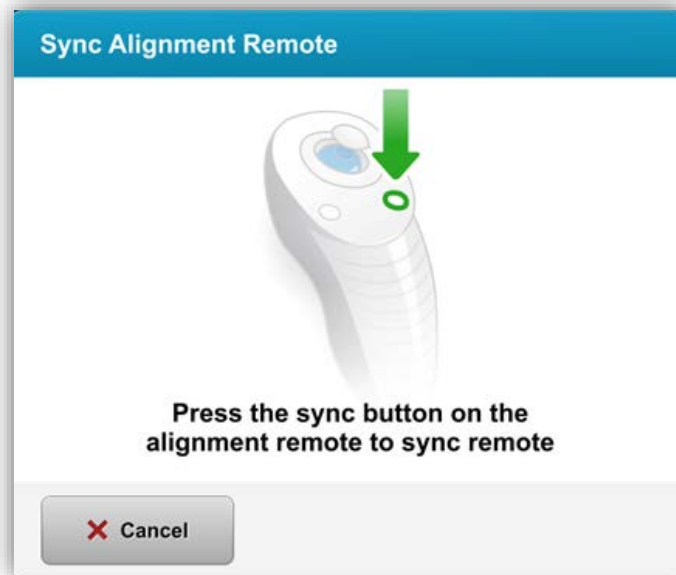 Sync Alignment Remote
Press the sync button on the
alignment remote to sync remote
Cancel